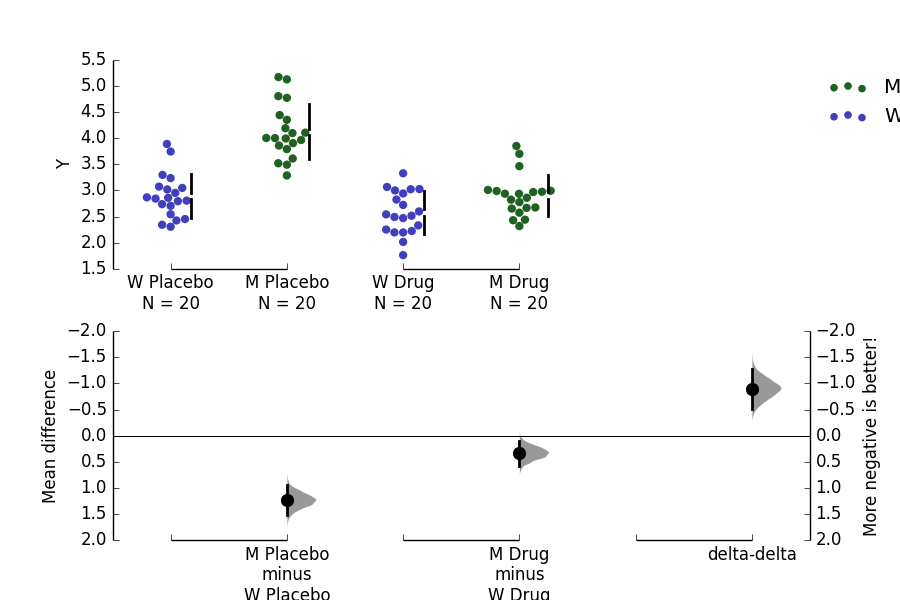 5.5
5.0
4.5
4.0
3.5
3.0
2.5
2.0
1.5
Y
M
W
W Placebo
N = 20
M Placebo
N = 20
W Drug
N = 20
M Drug
N = 20
−2.0
−1.5
−1.0
−0.5
0.0
0.5
1.0
1.5
2.0
Mean difference
−2.0
−1.5
−1.0
−0.5
0.0
0.5
1.0
1.5
2.0
More negative is better!
M Placebo
minus
W Placebo
M Drug
minus
W Drug
delta-delta